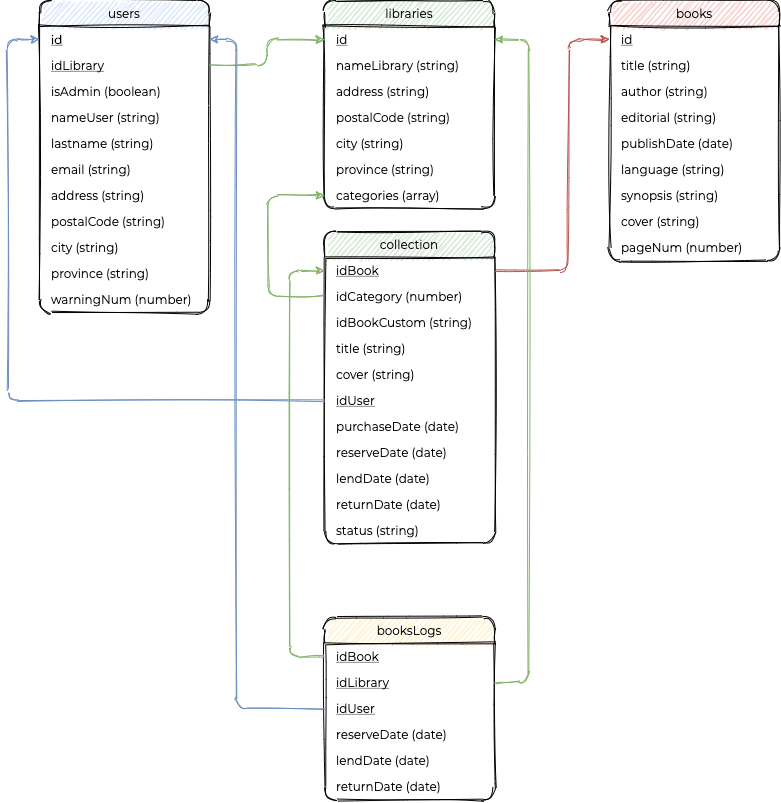 users
id
idLibrary
isAdmin (boolean)
nameUser (string)
lastname (string)
email (string)
address (string)
postalCode (string)
city (string)
province (string)
warningNum (number)
libraries
id
nameLibrary (string)
address (string)
postalCode (string)
city (string)
province (string)
categories (array)
books
id
title (string)
author (string)
editorial (string)
publishDate (date)
language (string)
synopsis (string)
cover (string)
pageNum (number)
collection
idBook
idCategory (number)
idBookCustom (string)
title (string)
cover (string)
idUser
purchaseDate (date)
reserveDate (date)
lendDate (date)
returnDate (date)
status (string)
booksLogs
idBook
idLibrary
idUser
reserveDate (date)
lendDate (date)
returnDate (date)